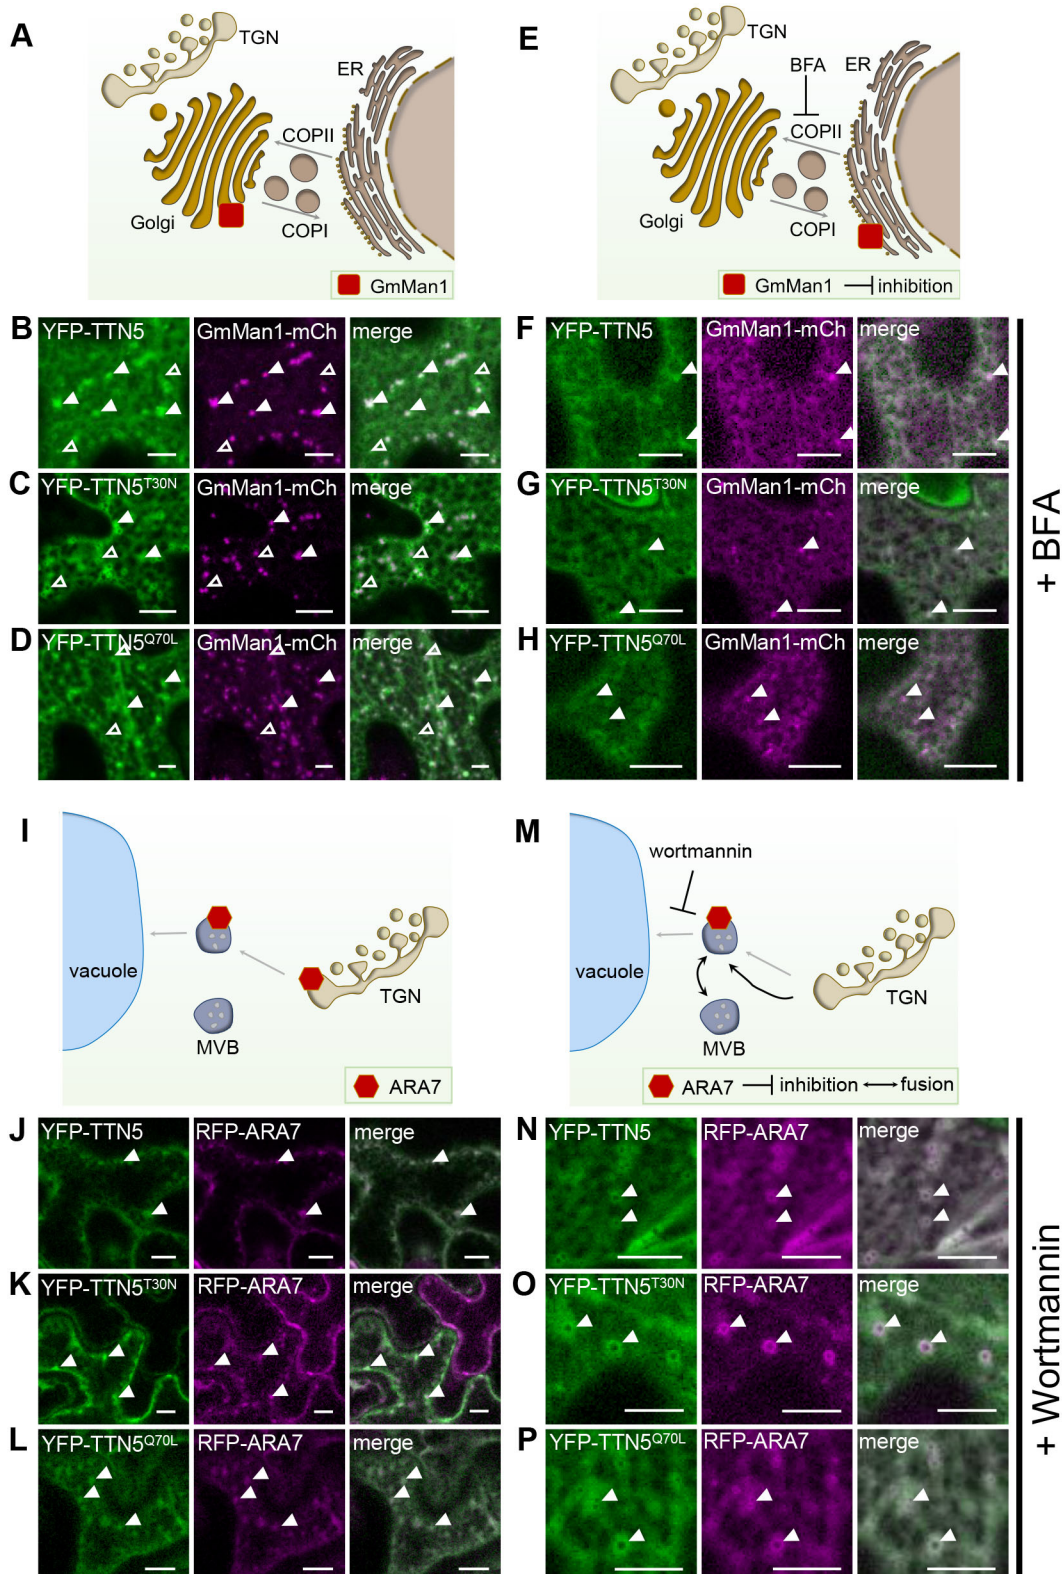 A
TGN
ER
COPII
Golgi
COPI
GmMan1
E
TGN
BFA
ER
COPII
Golgi
COPI
GmMan1 inhibition
B YFP-TTN5 GmMan1-mCh merge
F YFP-TTN5 GmMan1-mCh merge
C YFP-TTN5T30N GmMan1-mCh merge
G YFP-TTN5T30N GmMan1-mCh merge
D YFP-TTN5Q70L GmMan1-mCh merge
H YFP-TTN5Q70L GmMan1-mCh merge
+ BFA
I
vacuole
TGN
MVB
ARA7
M
wortmannin
vacuole
TGN
MVB
ARA7 inhibition fusion
J YFP-TTN5 RFP-ARA7 merge
N YFP-TTN5 RFP-ARA7 merge
K YFP-TTN5T30N RFP-ARA7 merge
O YFP-TTN5T30N RFP-ARA7 merge
L YFP-TTN5Q70L RFP-ARA7 merge
P YFP-TTN5Q70L RFP-ARA7 merge
+ Wortmannin